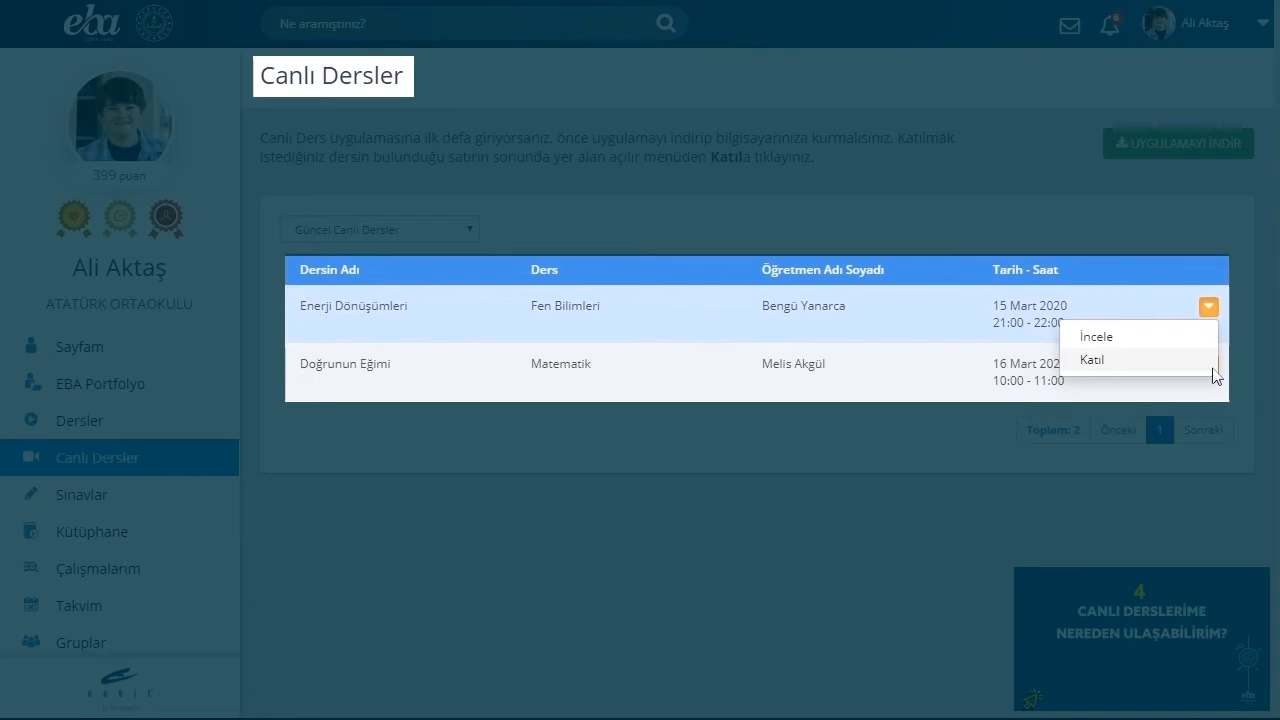 eba
Ne aramıştınız?
6
Ali Aktaş
Canlı Dersler
Canlı Ders uygulamasına ilk defa giriyorsanız, önce uygulamayı indirip bilgisayarınıza kurmalısınız. Katılmak
istediğiniz dersin bulunduğu satırın sonunda yer alan açılır menüden Katıla tıklayınız.
UYGULAMAYI İNDİR
399 puan
Ali Aktaş
ATATÜRK ORTAOKULU
Sayfam
EBA Portfolyo
Dersler
Canlı Dersler
Sınavlar
Kütüphane
Çalışmalarım
Takvim
Gruplar
Güncel Canlı Dersler
Dersin Adı Ders Öğretmen Adı Soyadı Tarih - Saat
Enerji Dönüşümleri Fen Bilimleri Bengü Yanarca 15 Mart 2020
21:00 - 22:00
İncele
Katıl
Doğrunun Eğimi Matematik Melis Akgül 16 Mart 202
10:00 - 11:00
Toplam: 2 Önceki 1 Sonraki
4
CANLI DERSLERİME
NEREDEN ULAŞABİLİRİM?
eba